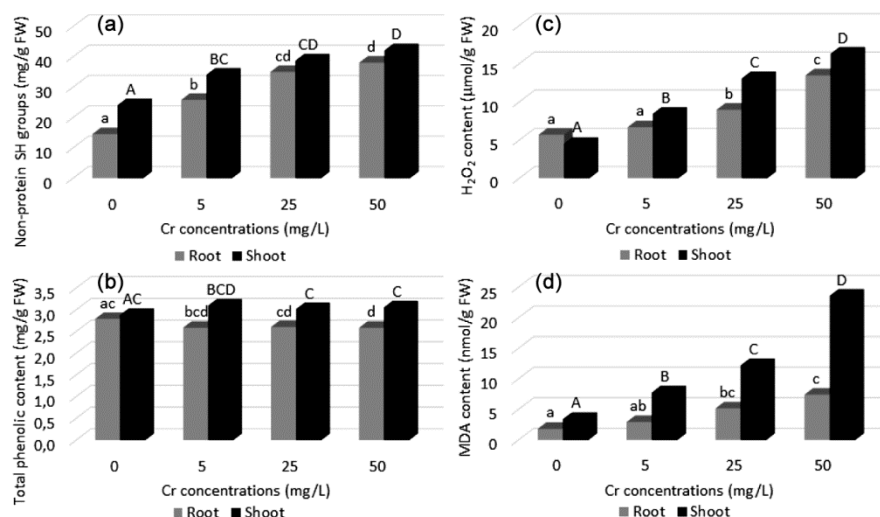 (a)
Non-protein SH groups (mg/g FW)
50
40
30
20
10
0
a A
b BC
cd CD
d D
0 5 25 50
Cr concentrations (mg/L)
Root Shoot
(b)
Total phenolic content (mg/g FW)
3,5
3,0
2,5
2,0
1,5
1,0
0,5
0,0
ac AC
bcd BCD
cd C
d C
0 5 25 50
Cr concentrations (mg/L)
Root Shoot
(c)
H₂O₂ content (µmol/g FW)
20
15
10
5
0
a A
a B
b C
c D
0 5 25 50
Cr concentrations (mg/L)
Root Shoot
(d)
MDA content (nmol/g FW)
25
20
15
10
5
0
a A
ab B
bc C
c D
0 5 25 50
Cr concentrations (mg/L)
Root Shoot